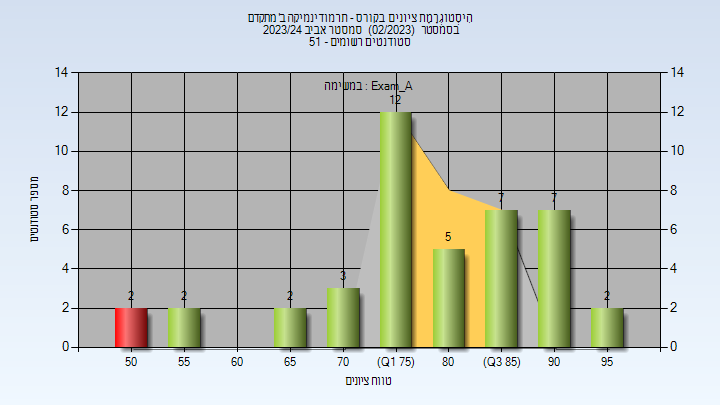 היסטוגרמת ציונים בקורס - תרמודינמיקה ב' מתקדם
בסמסטר (02/2023) סמסטר אביב 2023/24
סטודנטים רשומים - 51
במשימה : Exam_A
מספר סטודנטים
14 14
12 12
10 10
8 8
6 6
4 4
2 2
0 0
2 2 2 3 12 5 7 7 2
50 55 60 65 70 (Q1 75) 80 (Q3 85) 90 95
טווח ציונים